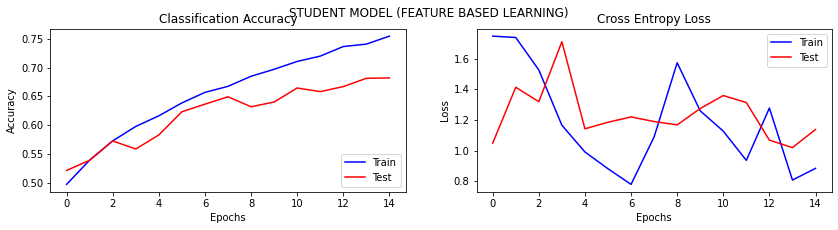 STUDENT MODEL (FEATURE BASED LEARNING)
Classification Accuracy
Accuracy
0.75
0.70
0.65
0.60
0.55
0.50
0 2 4 6 8 10 12 14
Epochs
Train
Test
Cross Entropy Loss
Loss
1.6
1.4
1.2
1.0
0.8
0 2 4 6 8 10 12 14
Epochs
Train
Test